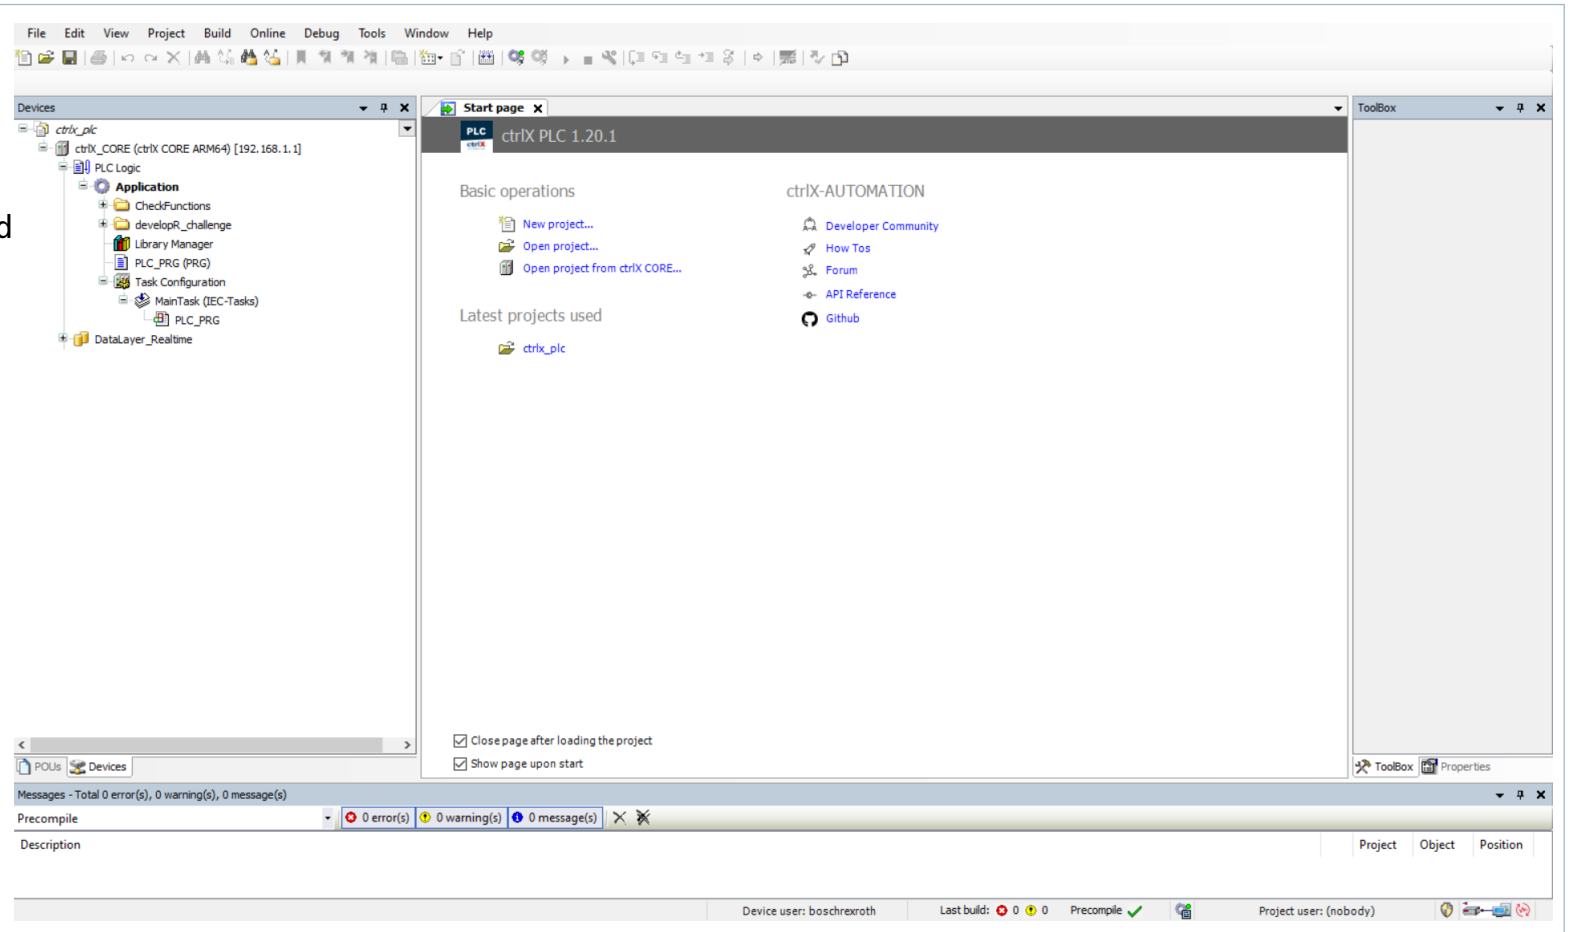 File Edit View Project Build Online Debug Tools Window Help
Devices
ctrlx_plc
ctrlX_CORE (ctrlX CORE ARM64) [192.168.1.1]
PLC Logic
Application
CheckFunctions
d
developR_challenge
Library Manager
PLC_PRG (PRG)
Task Configuration
MainTask (IEC-Tasks)
PLC_PRG
DataLayer_Realtime
POUs Devices
Start page
PLC
ctrlX
ctrlX PLC 1.20.1
Basic operations
New project...
Open project...
Open project from ctrlX CORE...
Latest projects used
ctrlx_plc
ctrlX-AUTOMATION
Developer Community
How Tos
Forum
API Reference
Github
Close page after loading the project
Show page upon start
ToolBox
ToolBox Properties
Messages - Total 0 error(s), 0 warning(s), 0 message(s)
Precompile 0 error(s) 0 warning(s) 0 message(s)
Description Project Object Position
Device user: boschrexroth Last build: 0 0 Precompile Project user: (nobody)